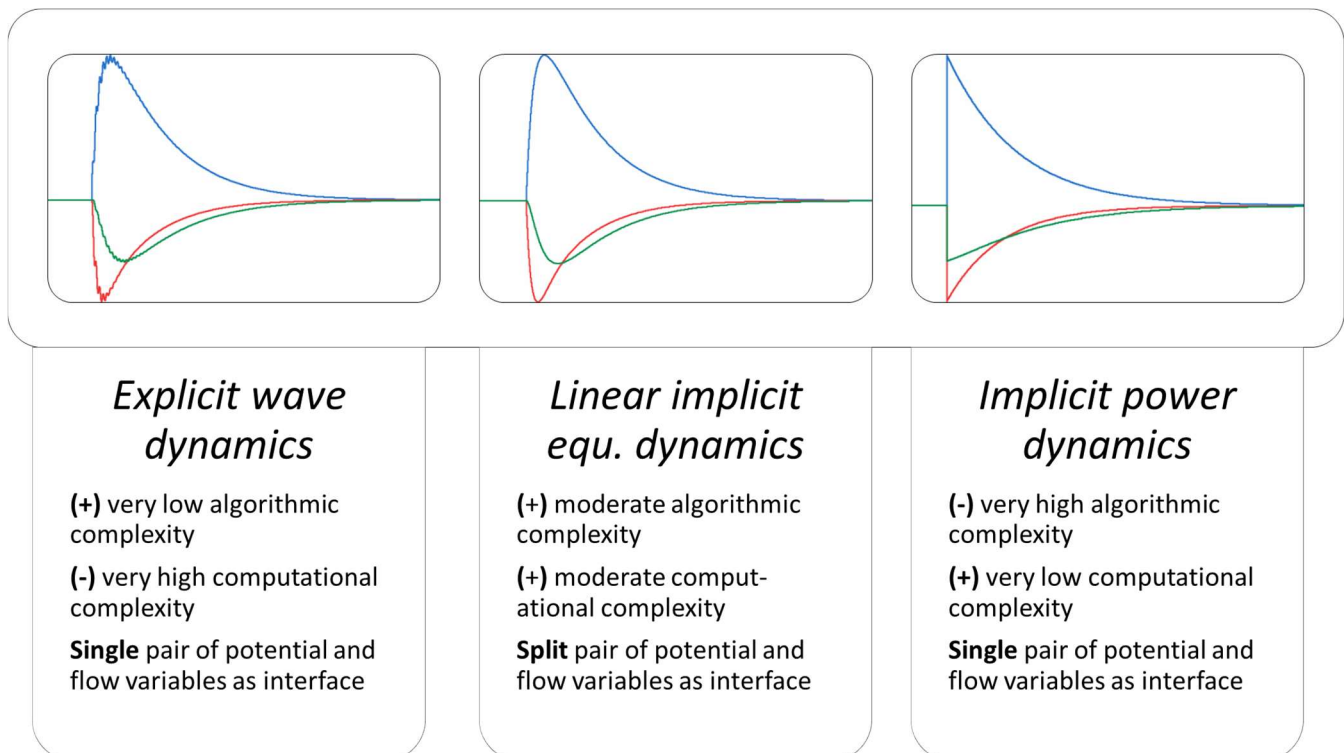 Explicit wave
dynamics
(+) very low algorithmic
complexity
(-) very high computational
complexity
Single pair of potential and
flow variables as interface
Linear implicit
equ. dynamics
(+) moderate algorithmic
complexity
(+) moderate comput-
ational complexity
Split pair of potential and
flow variables as interface
Implicit power
dynamics
(-) very high algorithmic
complexity
(+) very low computational
complexity
Single pair of potential and
flow variables as interface